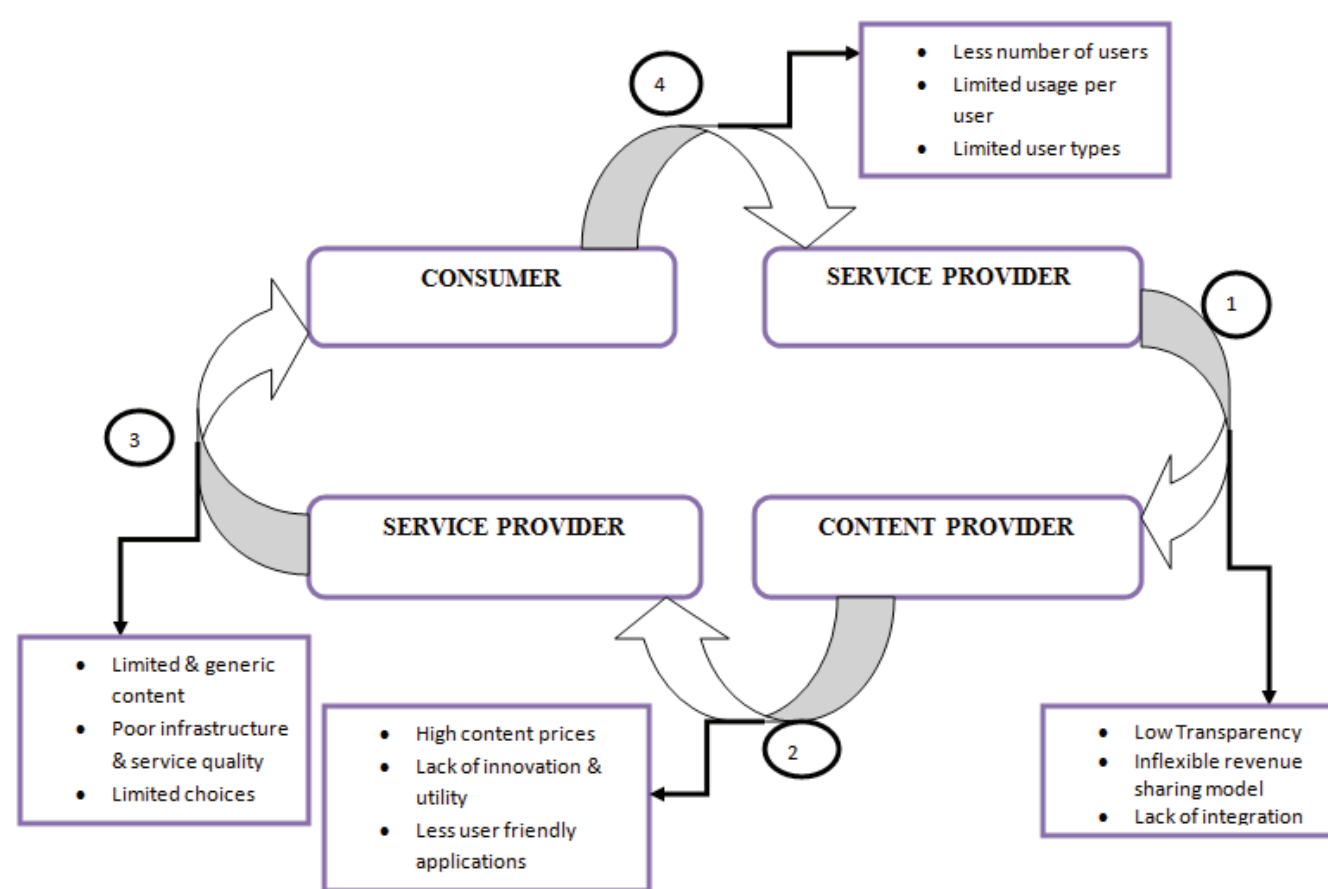 4
• Less number of users
• Limited usage per
user
• Limited user types
CONSUMER
SERVICE PROVIDER
1
3
SERVICE PROVIDER
CONTENT PROVIDER
• Limited & generic
content
• Poor infrastructure
& service quality
• Limited choices
• High content prices
• Lack of innovation &
utility
• Less user friendly
applications
2
• Low Transparency
• Inflexible revenue
sharing model
• Lack of integration